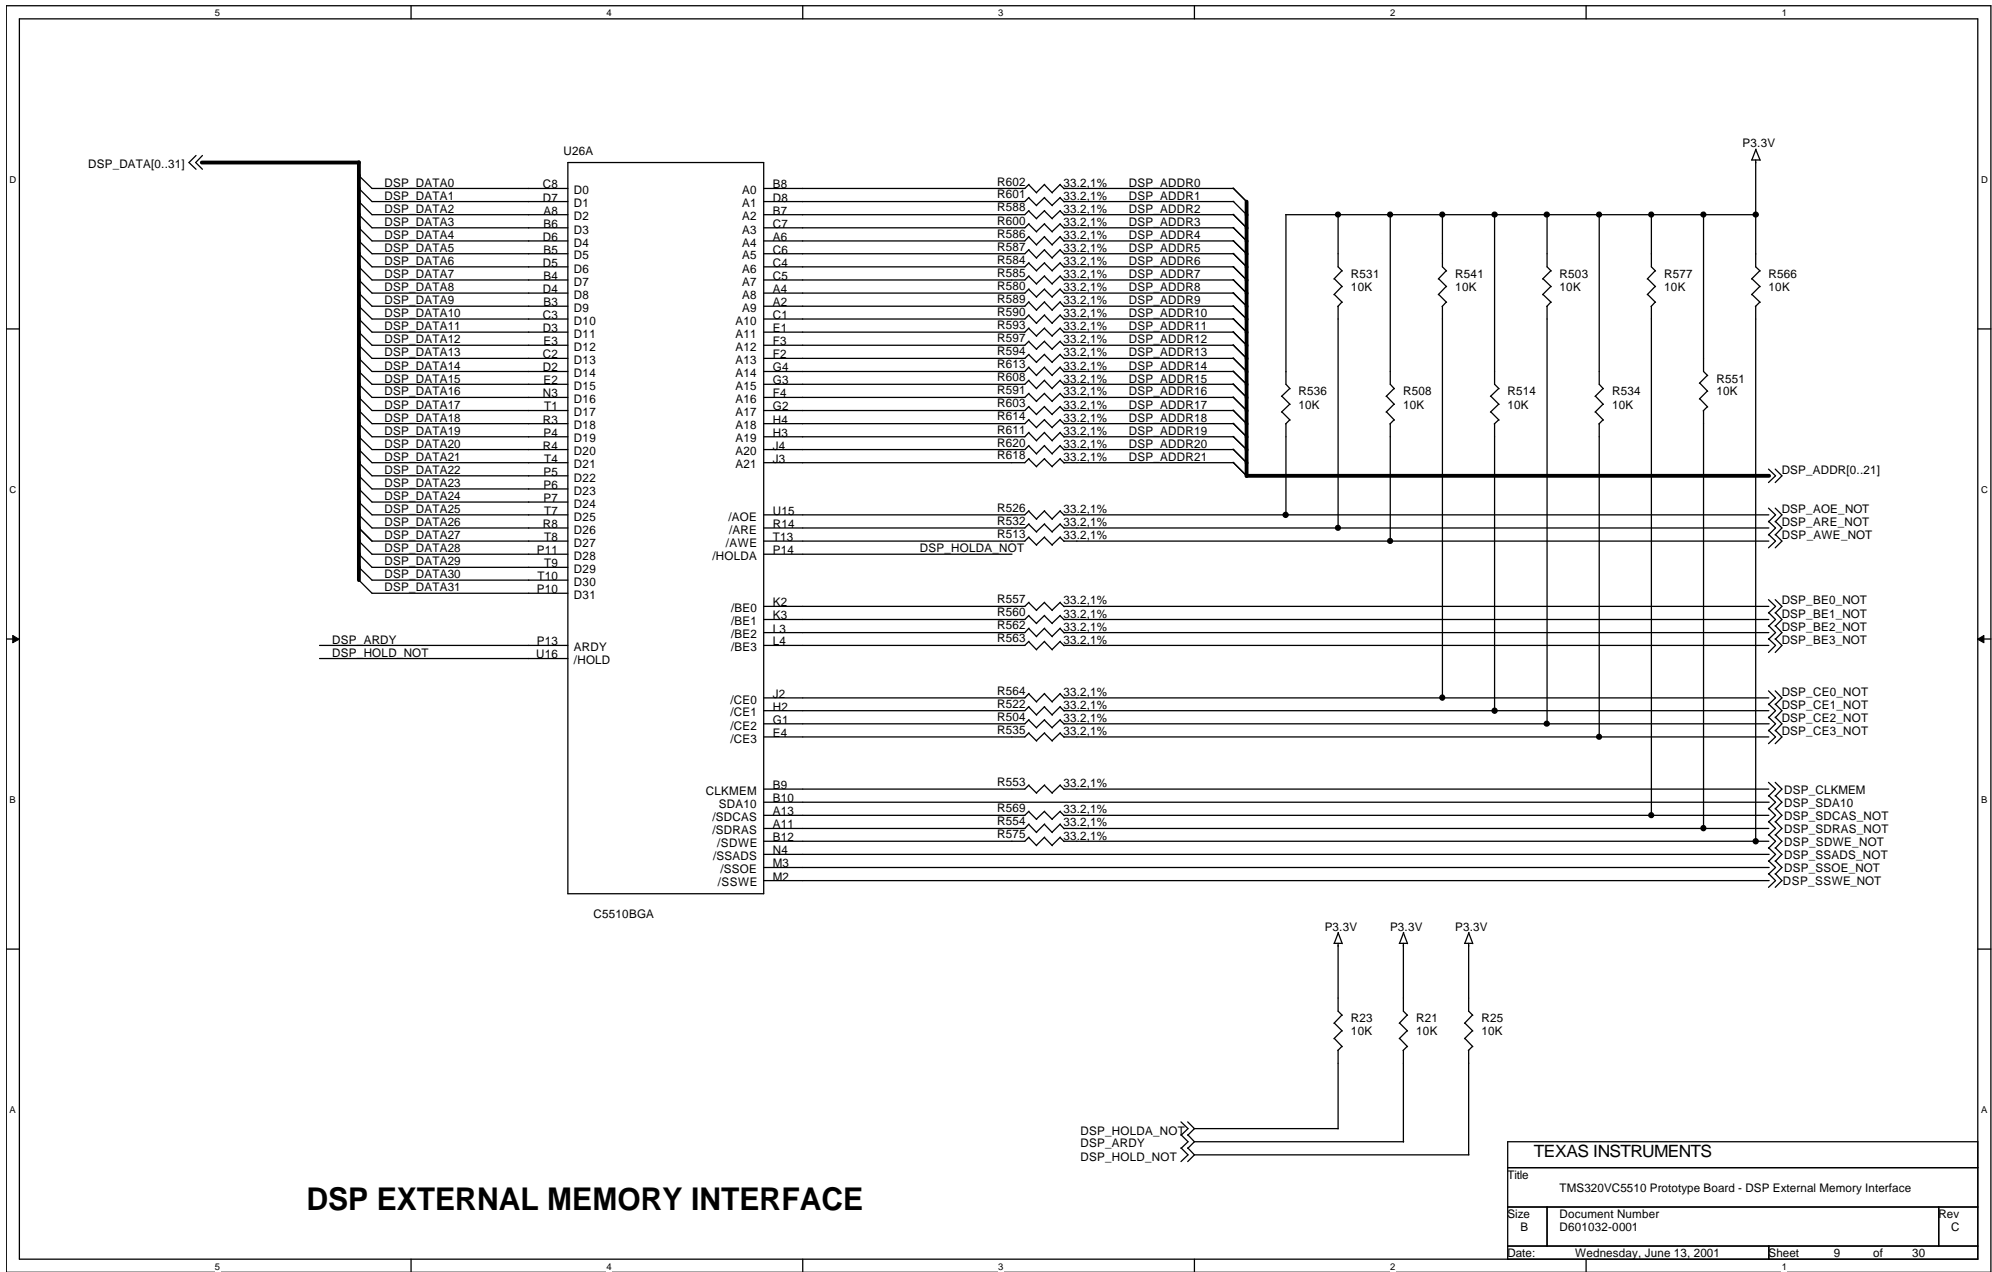 5 4 3 2 1
U26A
P3.3V
DSP_DATA[0..31]
D D
DSP_DATA0 C8 D0 A0 B8 R602 33.2,1% DSP_ADDR0
DSP_DATA1 D7 D1 A1 D8 R601 33.2,1% DSP_ADDR1
DSP_DATA2 A8 D2 A2 B7 R588 33.2,1% DSP_ADDR2
DSP_DATA3 B6 D3 A3 C7 R600 33.2,1% DSP_ADDR3
DSP_DATA4 D6 D4 A4 A6 R586 33.2,1% DSP_ADDR4
DSP_DATA5 B5 D5 A5 C6 R587 33.2,1% DSP_ADDR5
DSP_DATA6 D5 D6 A6 C4 R584 33.2,1% DSP_ADDR6
DSP_DATA7 B4 D7 A7 C5 R585 33.2,1% DSP_ADDR7
DSP_DATA8 D4 D8 A8 A4 R580 33.2,1% DSP_ADDR8
DSP_DATA9 B3 D9 A9 A2 R589 33.2,1% DSP_ADDR9
DSP_DATA10 C3 D10 A10 C1 R590 33.2,1% DSP_ADDR10
DSP_DATA11 D3 D11 A11 E1 R593 33.2,1% DSP_ADDR11
DSP_DATA12 E3 D12 A12 F3 R597 33.2,1% DSP_ADDR12
DSP_DATA13 C2 D13 A13 F2 R594 33.2,1% DSP_ADDR13
DSP_DATA14 D2 D14 A14 G4 R613 33.2,1% DSP_ADDR14
DSP_DATA15 E2 D15 A15 G3 R608 33.2,1% DSP_ADDR15
DSP_DATA16 N3 D16 A16 F4 R591 33.2,1% DSP_ADDR16
DSP_DATA17 T1 D17 A17 G2 R603 33.2,1% DSP_ADDR17
DSP_DATA18 R3 D18 A18 H4 R614 33.2,1% DSP_ADDR18
DSP_DATA19 P4 D19 A19 H3 R611 33.2,1% DSP_ADDR19
DSP_DATA20 R4 D20 A20 J4 R620 33.2,1% DSP_ADDR20
DSP_DATA21 T4 D21 A21 J3 R618 33.2,1% DSP_ADDR21
DSP_DATA22 P5 D22
DSP_DATA23 P6 D23
DSP_DATA24 P7 D24
DSP_DATA25 T7 D25
DSP_DATA26 R8 D26
DSP_DATA27 T8 D27
DSP_DATA28 P11 D28
DSP_DATA29 T9 D29
DSP_DATA30 T10 D30
DSP_DATA31 P10 D31
R531 R541 R503 R577 R566
10K 10K 10K 10K 10K
R536 R508 R514 R534 R551
10K 10K 10K 10K 10K
DSP_ADDR[0..21]
C C
/AOE U15 R526 33.2,1% DSP_AOE_NOT
/ARE R14 R532 33.2,1% DSP_ARE_NOT
/AWE T13 R513 33.2,1% DSP_AWE_NOT
/HOLDA P14 DSP_HOLDA_NOT
/BE0 K2 R557 33.2,1% DSP_BE0_NOT
/BE1 K3 R560 33.2,1% DSP_BE1_NOT
/BE2 L3 R562 33.2,1% DSP_BE2_NOT
/BE3 L4 R563 33.2,1% DSP_BE3_NOT
DSP_ARDY P13 ARDY
DSP_HOLD_NOT U16 /HOLD
/CE0 J2 R564 33.2,1% DSP_CE0_NOT
/CE1 H2 R522 33.2,1% DSP_CE1_NOT
/CE2 G1 R504 33.2,1% DSP_CE2_NOT
/CE3 E4 R535 33.2,1% DSP_CE3_NOT
B B
CLKMEM B9 R553 33.2,1% DSP_CLKMEM
SDA10 B10 DSP_SDA10
/SDCAS A13 R569 33.2,1% DSP_SDCAS_NOT
/SDRAS A11 R554 33.2,1% DSP_SDRAS_NOT
/SDWE B12 R575 33.2,1% DSP_SDWE_NOT
/SSADS N4 DSP_SSADS_NOT
/SSOE M3 DSP_SSOE_NOT
/SSWE M2 DSP_SSWE_NOT
C5510BGA
P3.3V P3.3V P3.3V
R23 R21 R25
10K 10K 10K
A A
DSP_HOLDA_NOT
DSP_ARDY
DSP_HOLD_NOT
DSP EXTERNAL MEMORY INTERFACE
TEXAS INSTRUMENTS
Title
TMS320VC5510 Prototype Board - DSP External Memory Interface
Size Document Number Rev
B D601032-0001 C
Date: Wednesday, June 13, 2001 Sheet 9 of 30
5 4 3 2 1